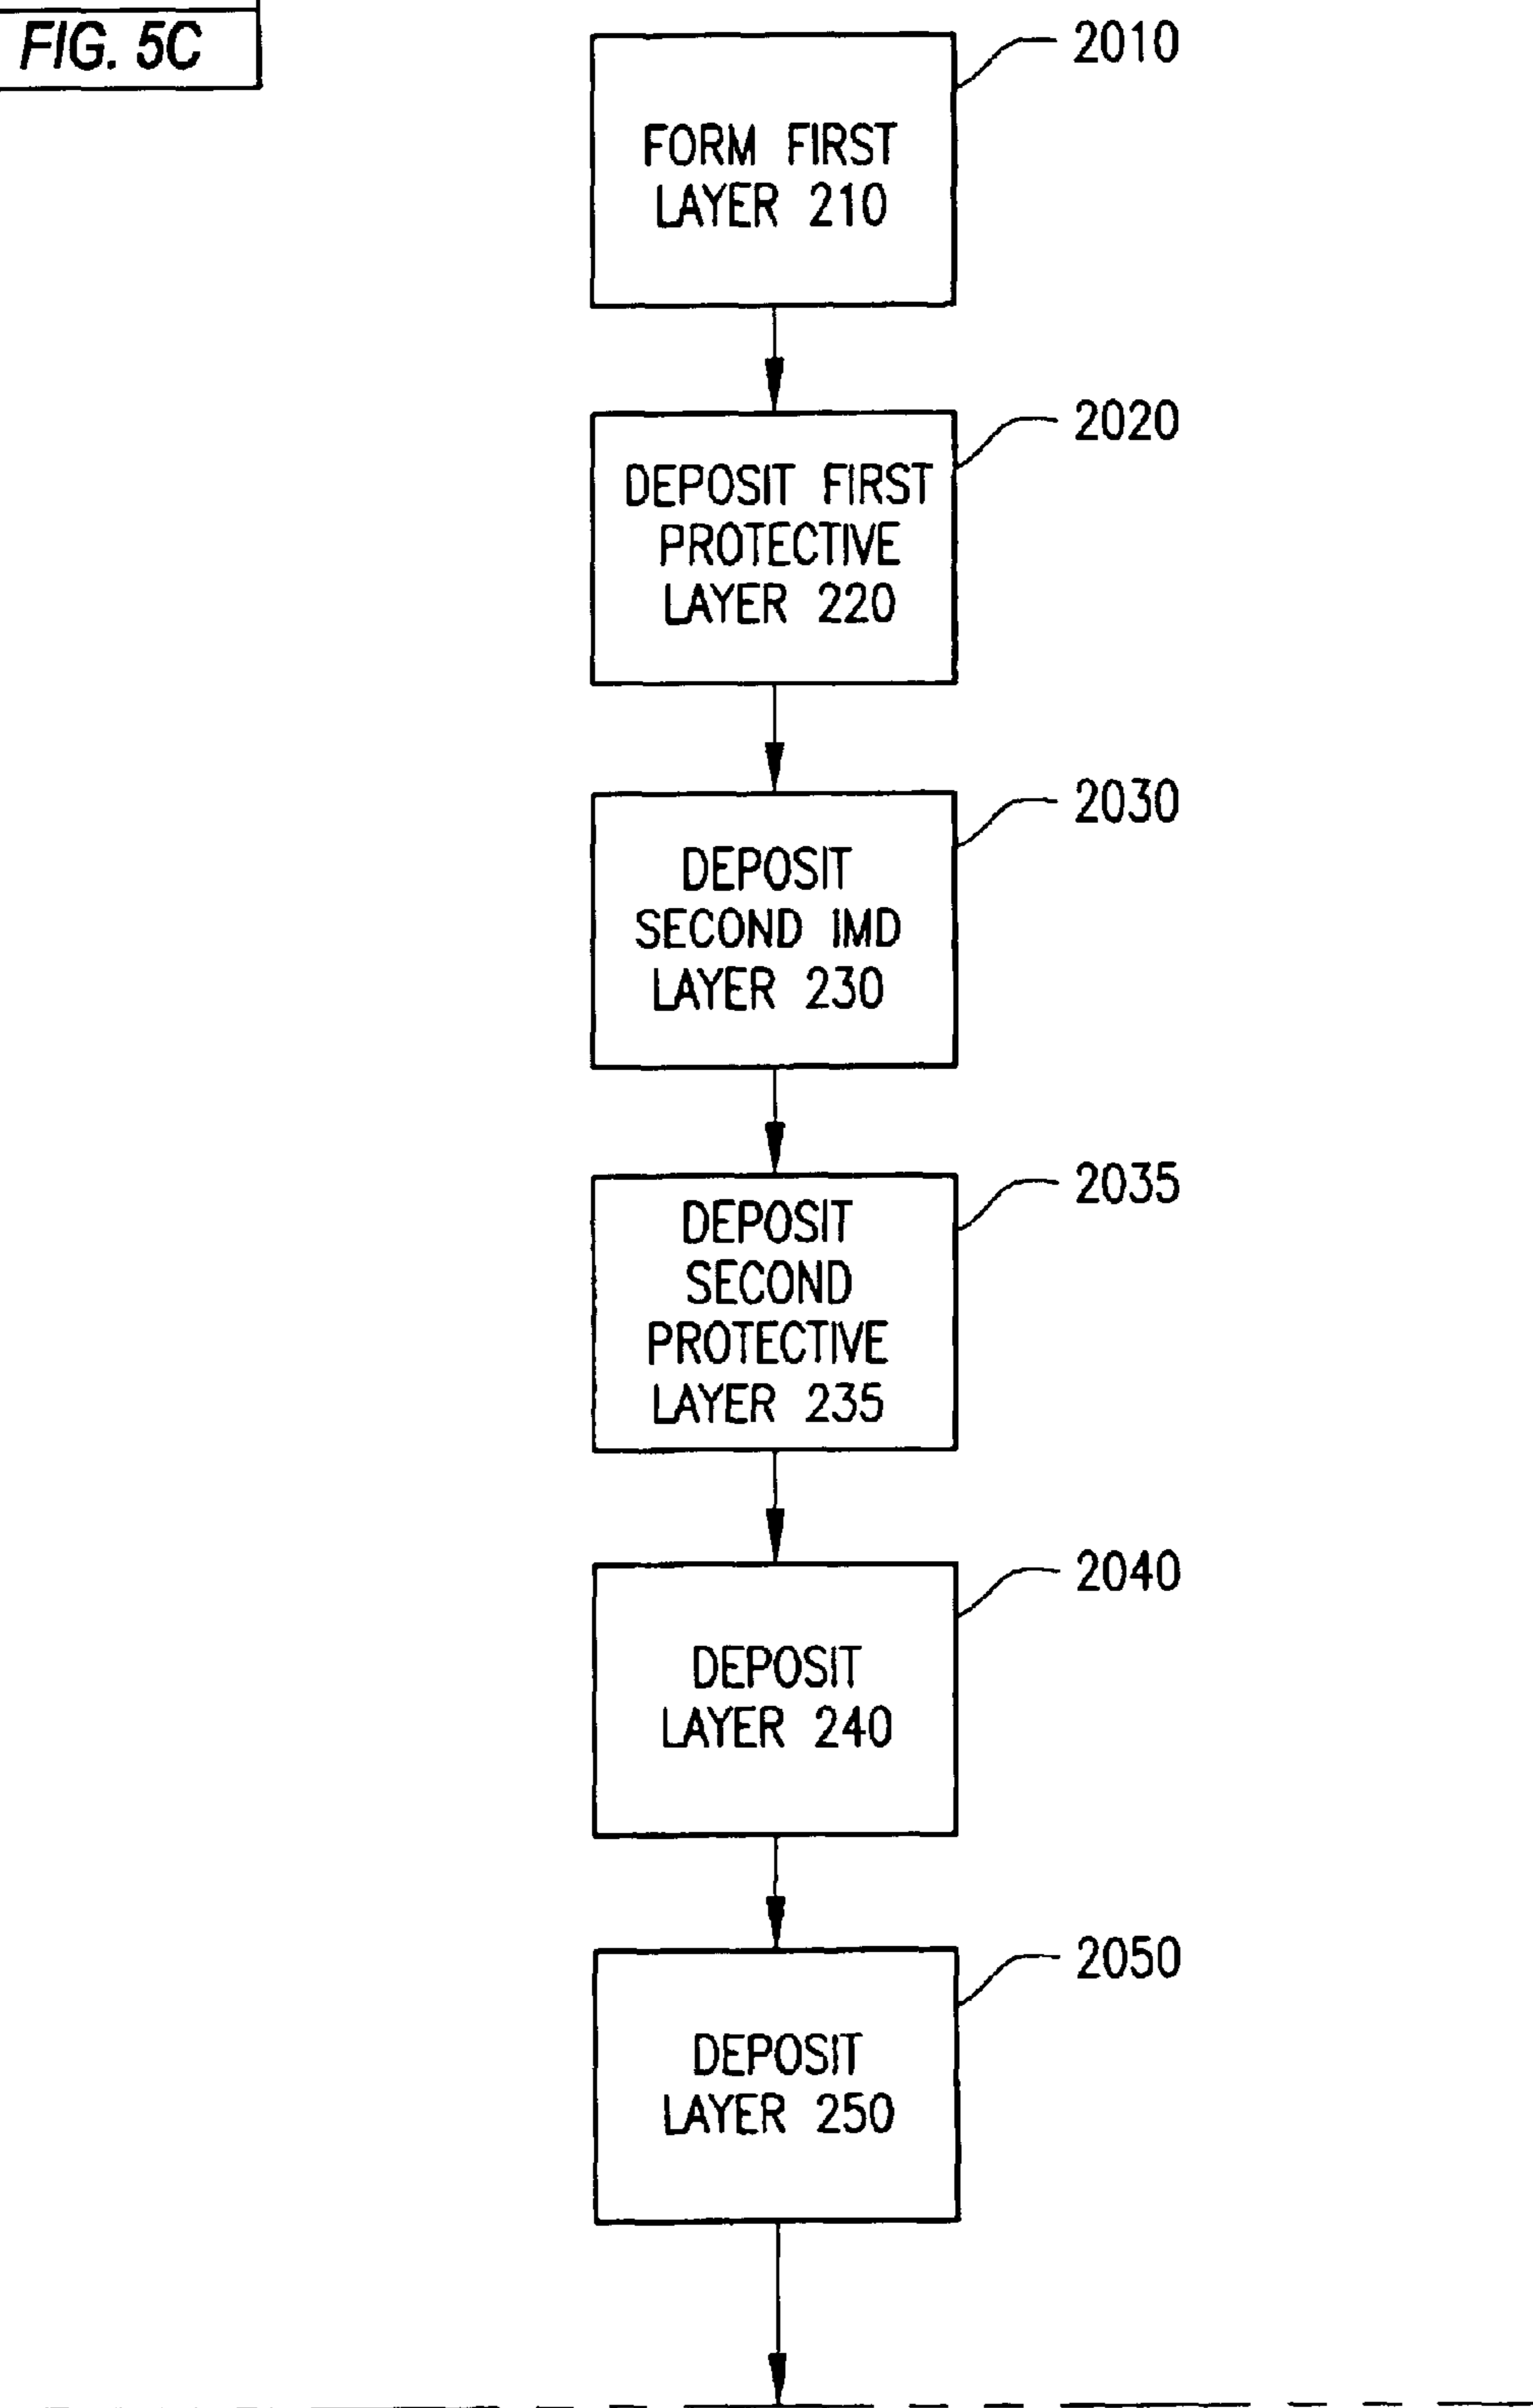 FIG. 5C
2010
FORM FIRST
LAYER 210
2020
DEPOSIT FIRST
PROTECTIVE
LAYER 220
2030
DEPOSIT
SECOND IMD
LAYER 230
2035
DEPOSIT
SECOND
PROTECTIVE
LAYER 235
2040
DEPOSIT
LAYER 240
2050
DEPOSIT
LAYER 250